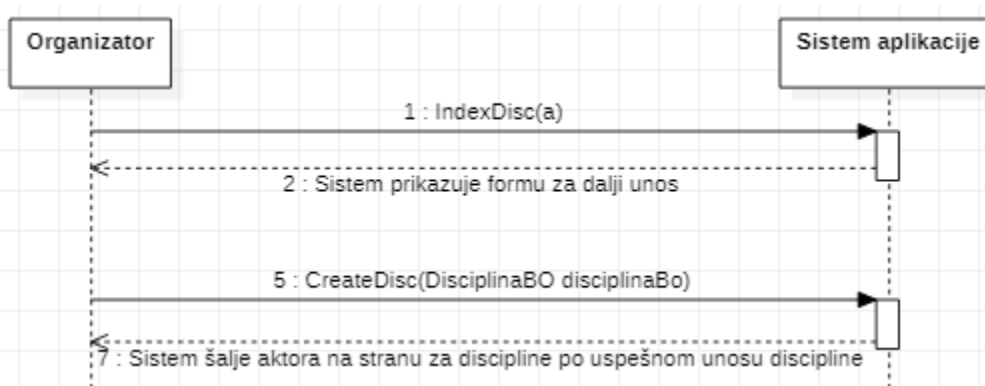 Organizator
Sistem aplikacije
1 : IndexDisc(a)
2 : Sistem prikazuje formu za dalji unos
5 : CreateDisc(DisciplinaBO disciplinaBo)
7 : Sistem šalje aktora na stranu za discipline po uspešnom unosu discipline